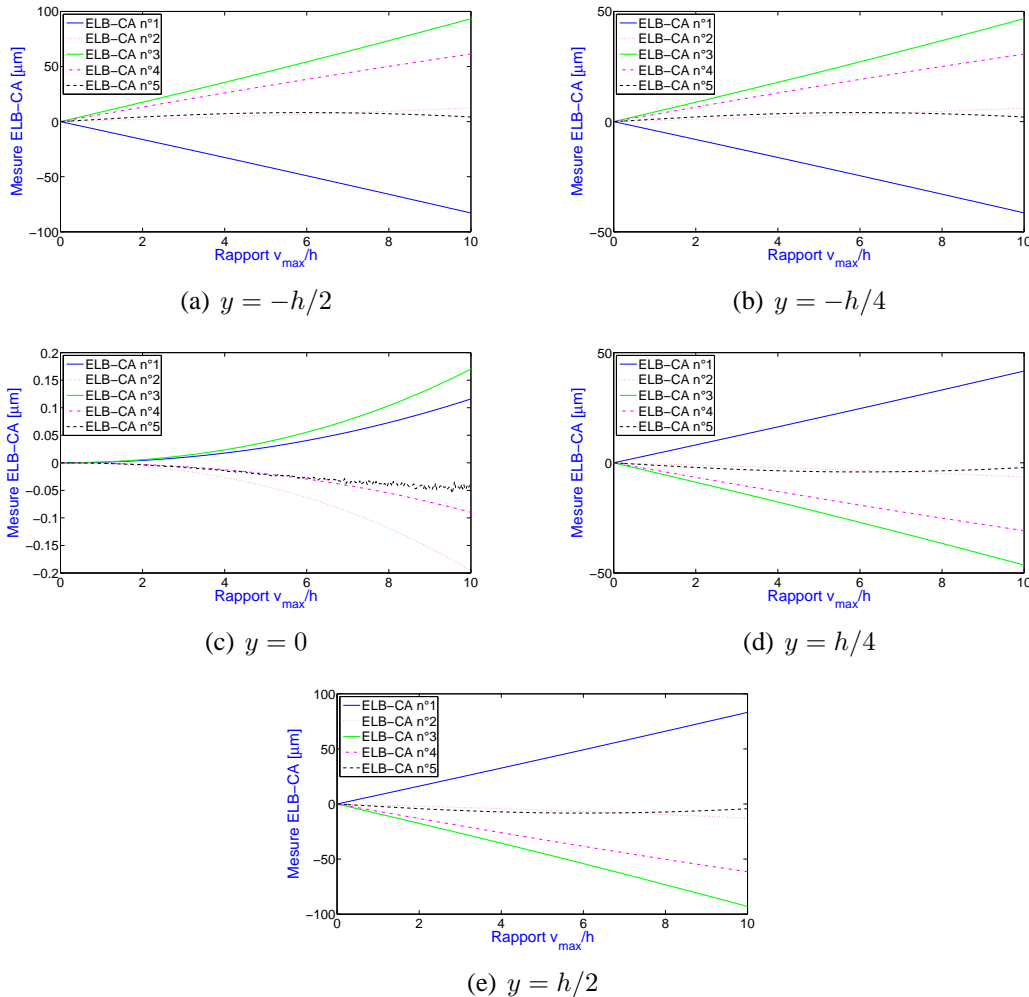 100
50
0
−50
−100
Mesure ELB−CA [µm]
ELB−CA n°1
ELB−CA n°2
ELB−CA n°3
ELB−CA n°4
ELB−CA n°5
0 2 4 6 8 10
Rapport v_max/h
(a) y = −h/2
50
0
−50
Mesure ELB−CA [µm]
ELB−CA n°1
ELB−CA n°2
ELB−CA n°3
ELB−CA n°4
ELB−CA n°5
0 2 4 6 8 10
Rapport v_max/h
(b) y = −h/4
0.2
0.15
0.1
0.05
0
−0.05
−0.1
−0.15
−0.2
Mesure ELB−CA [µm]
ELB−CA n°1
ELB−CA n°2
ELB−CA n°3
ELB−CA n°4
ELB−CA n°5
0 2 4 6 8 10
Rapport v_max/h
(c) y = 0
50
0
−50
Mesure ELB−CA [µm]
ELB−CA n°1
ELB−CA n°2
ELB−CA n°3
ELB−CA n°4
ELB−CA n°5
0 2 4 6 8 10
Rapport v_max/h
(d) y = h/4
100
50
0
−50
−100
Mesure ELB−CA [µm]
ELB−CA n°1
ELB−CA n°2
ELB−CA n°3
ELB−CA n°4
ELB−CA n°5
0 2 4 6 8 10
Rapport v_max/h
(e) y = h/2